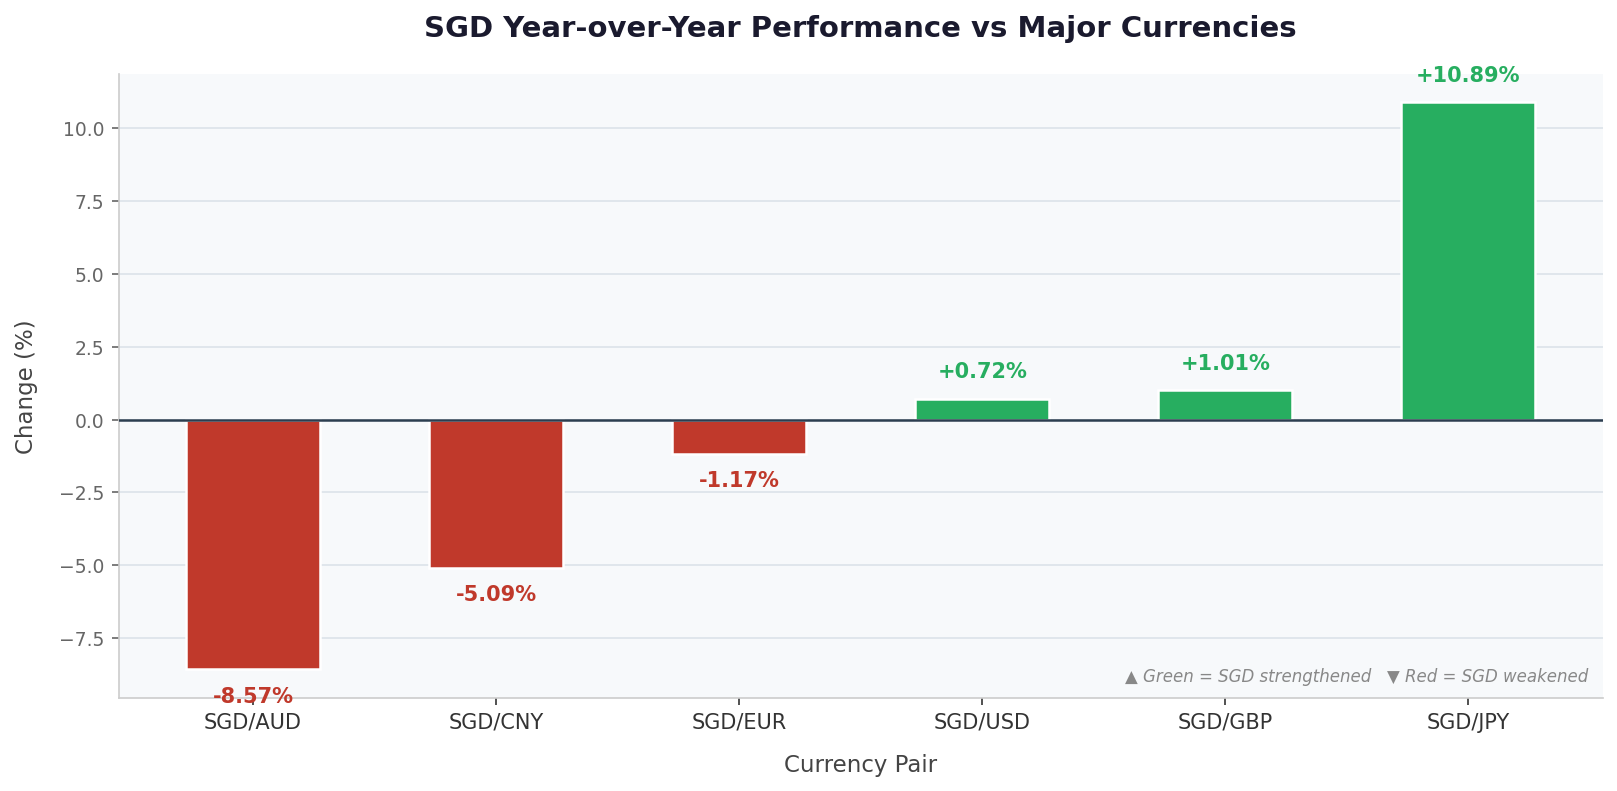 SGD Year-over-Year Performance vs Major Currencies
+10.89%
10.0
7.5
5.0
2.5
+0.72%
+1.01%
0.0
-1.17%
−2.5
−5.0
-5.09%
−7.5
-8.57%
▲ Green = SGD strengthened ▼ Red = SGD weakened
Change (%)
SGD/AUD SGD/CNY SGD/EUR SGD/USD SGD/GBP SGD/JPY
Currency Pair